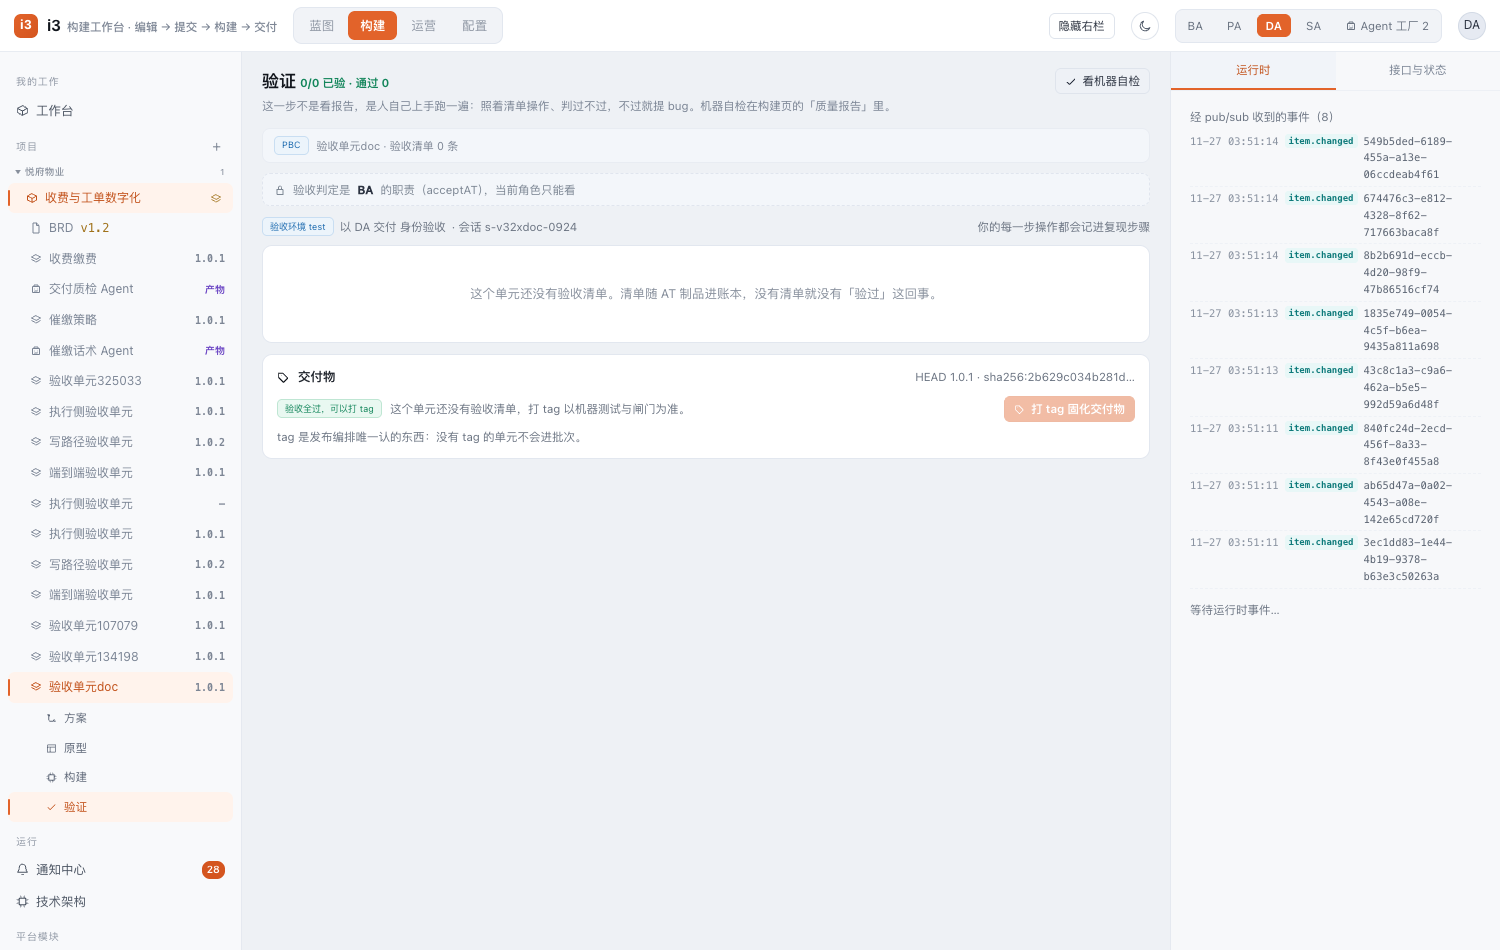 i3 i3 构建工作台 · 编辑 → 提交 → 构建 → 交付
蓝图 构建 运营 配置
隐藏右栏
BA PA DA SA Agent 工厂 2
DA
我的工作
工作台
项目 +
悦府物业 1
收费与工单数字化
BRD v1.2
收费缴费 1.0.1
交付质检 Agent 产物
催缴策略 1.0.1
催缴话术 Agent 产物
验收单元325033 1.0.1
执行侧验收单元 1.0.1
写路径验收单元 1.0.2
端到端验收单元 1.0.1
执行侧验收单元 —
执行侧验收单元 1.0.1
写路径验收单元 1.0.2
端到端验收单元 1.0.1
验收单元107079 1.0.1
验收单元134198 1.0.1
验收单元doc 1.0.1
方案
原型
构建
验证
运行
通知中心 28
技术架构
平台模块
验证 0/0 已验 · 通过 0
看机器自检
这一步不是看报告，是人自己上手跑一遍：照着清单操作、判过不过，不过就提 bug。机器自检在构建页的「质量报告」里。
PBC 验收单元doc · 验收清单 0 条
验收判定是 BA 的职责（acceptAT），当前角色只能看
验收环境 test 以 DA 交付 身份验收 · 会话 s-v32xdoc-0924
你的每一步操作都会记进复现步骤
这个单元还没有验收清单。清单随 AT 制品进账本，没有清单就没有「验过」这回事。
交付物
HEAD 1.0.1 · sha256:2b629c034b281d…
验收全过，可以打 tag 这个单元还没有验收清单，打 tag 以机器测试与闸门为准。
打 tag 固化交付物
tag 是发布编排唯一认的东西：没有 tag 的单元不会进批次。
运行时 接口与状态
经 pub/sub 收到的事件（8）
11-27 03:51:14 item.changed 549b5ded-6189-
455a-a13e-
06ccdeab4f61
11-27 03:51:14 item.changed 674476c3-e812-
4328-8f62-
717663baca8f
11-27 03:51:14 item.changed 8b2b691d-eccb-
4d20-98f9-
47b86516cf74
11-27 03:51:13 item.changed 1835e749-0054-
4c5f-b6ea-
9435a811a698
11-27 03:51:13 item.changed 43c8c1a3-c9a6-
462a-b5e5-
992d59a6d48f
11-27 03:51:11 item.changed 840fc24d-2ecd-
456f-8a33-
8f43e0f455a8
11-27 03:51:11 item.changed ab65d47a-0a02-
4543-a08e-
142e65cd720f
11-27 03:51:11 item.changed 3ec1dd83-1e44-
4b19-9378-
b63e3c50263a
等待运行时事件…